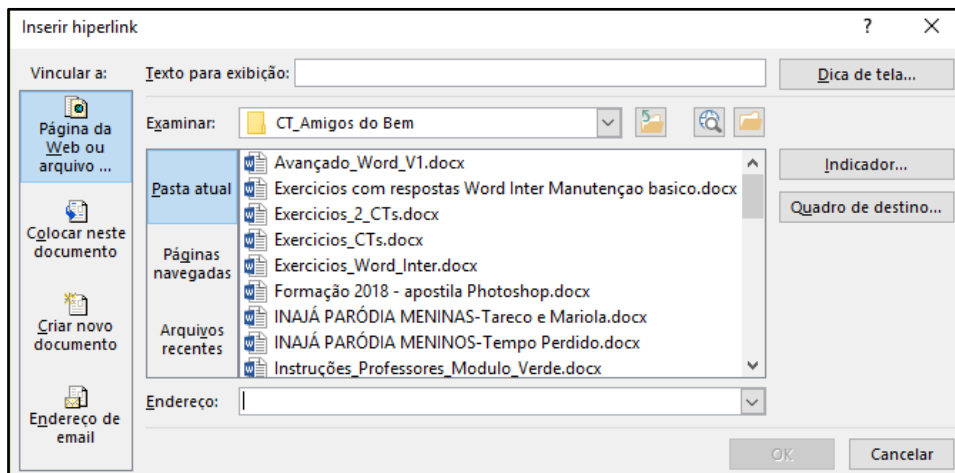 Inserir hiperlink
?
Vincular a:
Texto para exibição:
Dica de tela...
Página da
Web ou
arquivo ...
Examinar:
CT_Amigos do Bem
Pasta atual
Avançado_Word_V1.docx
Exercicios com respostas Word Inter Manutençao basico.docx
Exercicios_2_CTs.docx
Exercicios_CTs.docx
Exercicios_Word_Inter.docx
Formação 2018 - apostila Photoshop.docx
INAJÁ PARÓDIA MENINAS-Tareco e Mariola.docx
INAJÁ PARÓDIA MENINOS-Tempo Perdido.docx
Instruções_Professores_Modulo_Verde.docx
Indicador...
Quadro de destino...
Colocar neste
documento
Páginas
navegadas
Criar novo
documento
Arquivos
recentes
Endereço de
email
Endereço:
OK
Cancelar